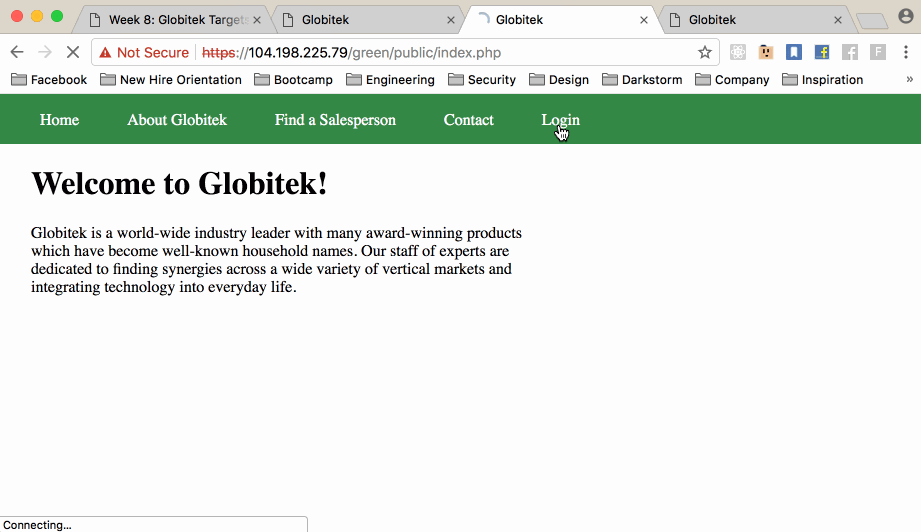 Week 8: Globitek Target
Globitek
Globitek
Globitek
Not Secure https://104.198.225.79/green/public/index.php
Facebook New Hire Orientation Bootcamp Engineering Security Design Darkstorm Company Inspiration »
Home About Globitek Find a Salesperson Contact Login
Welcome to Globitek!
Globitek is a world-wide industry leader with many award-winning products
which have become well-known household names. Our staff of experts are
dedicated to finding synergies across a wide variety of vertical markets and
integrating technology into everyday life.
Connecting...